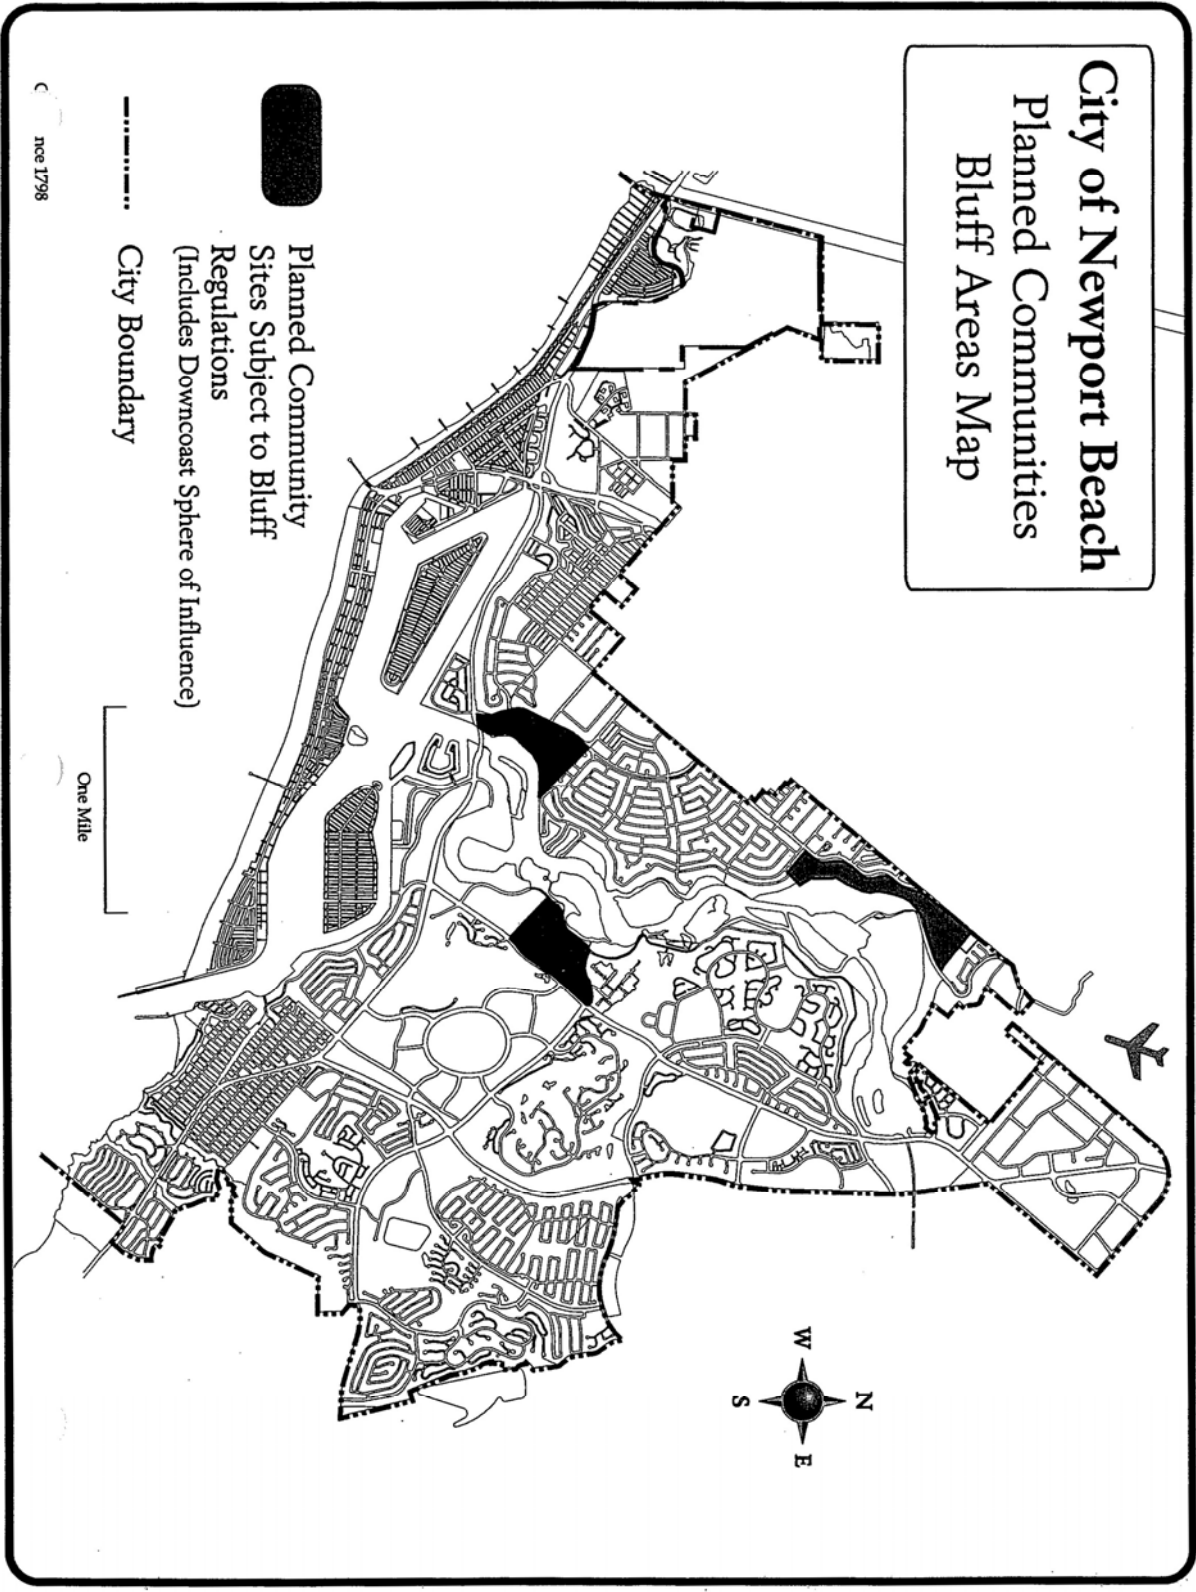 City of Newport Beach
Planned Communities
Bluff Areas Map
Planned Community
Sites Subject to Bluff
Regulations
(Includes Downcoast Sphere of Influence)
City Boundary
One Mile
nce 1798
N
W
E
S